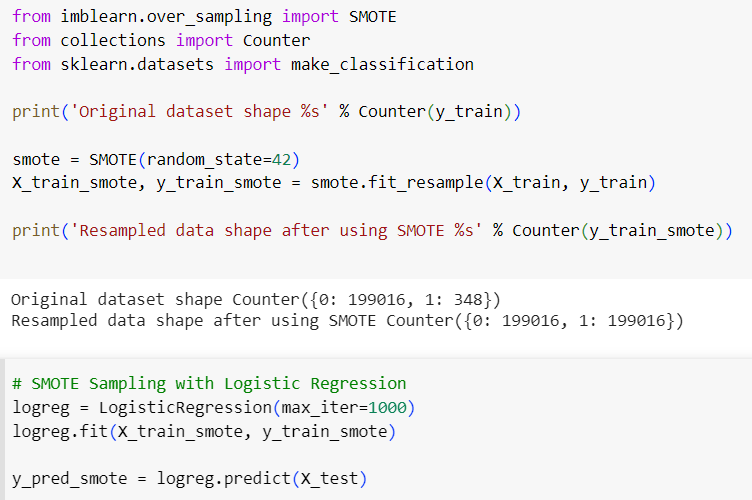 from imblearn.over_sampling import SMOTE
from collections import Counter
from sklearn.datasets import make_classification
print('Original dataset shape %s' % Counter(y_train))
smote = SMOTE(random_state=42)
X_train_smote, y_train_smote = smote.fit_resample(X_train, y_train)
print('Resampled data shape after using SMOTE %s' % Counter(y_train_smote))
Original dataset shape Counter({0: 199016, 1: 348})
Resampled data shape after using SMOTE Counter({0: 199016, 1: 199016})
# SMOTE Sampling with Logistic Regression
logreg = LogisticRegression(max_iter=1000)
logreg.fit(X_train_smote, y_train_smote)
y_pred_smote = logreg.predict(X_test)